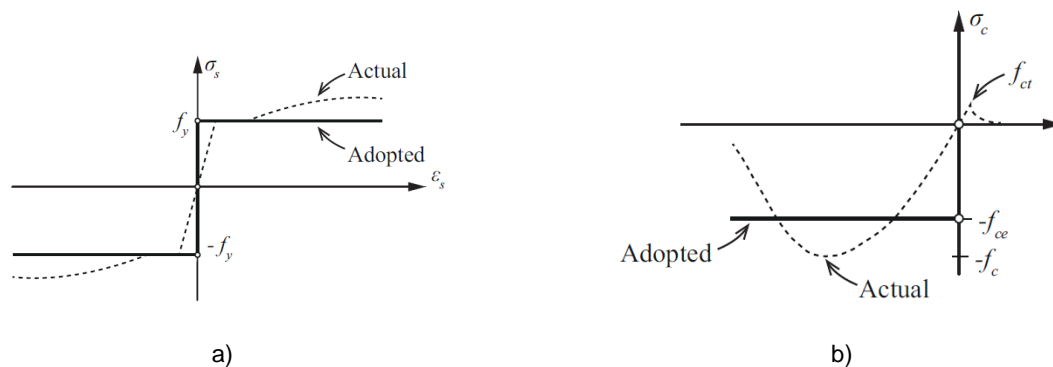 σs
Actual
fy
Adopted
εs
-fy
a)
σc
fct
-fce
Adopted
-fc
Actual
b)